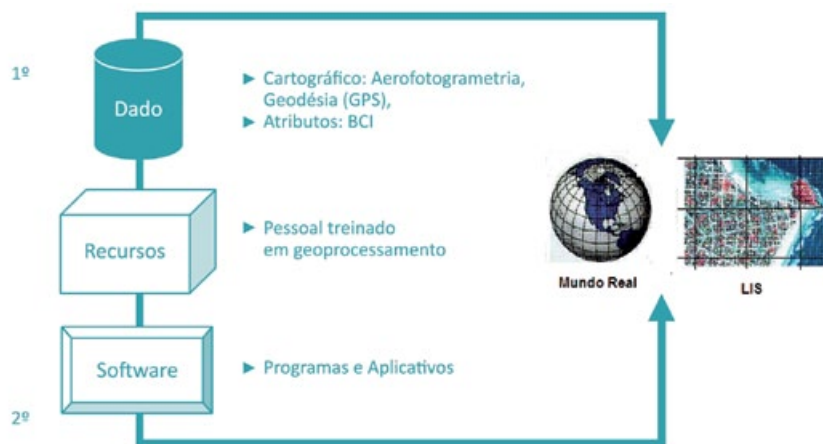 1º
Dado
► Cartográfico: Aerofotogrametria,
Geodésia (GPS),
► Atributos: BCI
Recursos
► Pessoal treinado
em geoprocessamento
Mundo Real
LIS
Software
► Programas e Aplicativos
2º